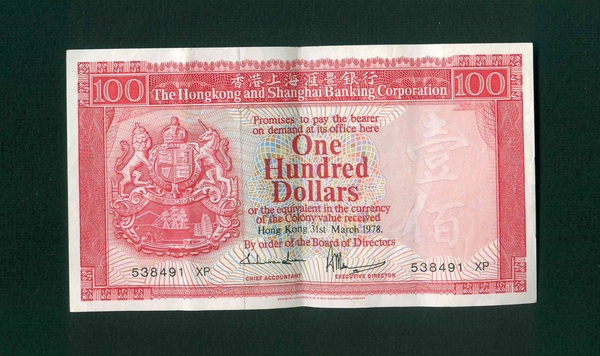 香港上海滙豐銀行
100 The Hongkong and Shanghai Banking Corporation 100
Promises to pay the bearer
on demand at its office here
One
Hundred
Dollars
or the equivalent in the currency
of the Colony value received
Hong Kong 31st March 1978.
By order of the Board of Directors
壹
佰
538491 XP
538491 XP
CHIEF ACCOUNTANT
EXECUTIVE DIRECTOR